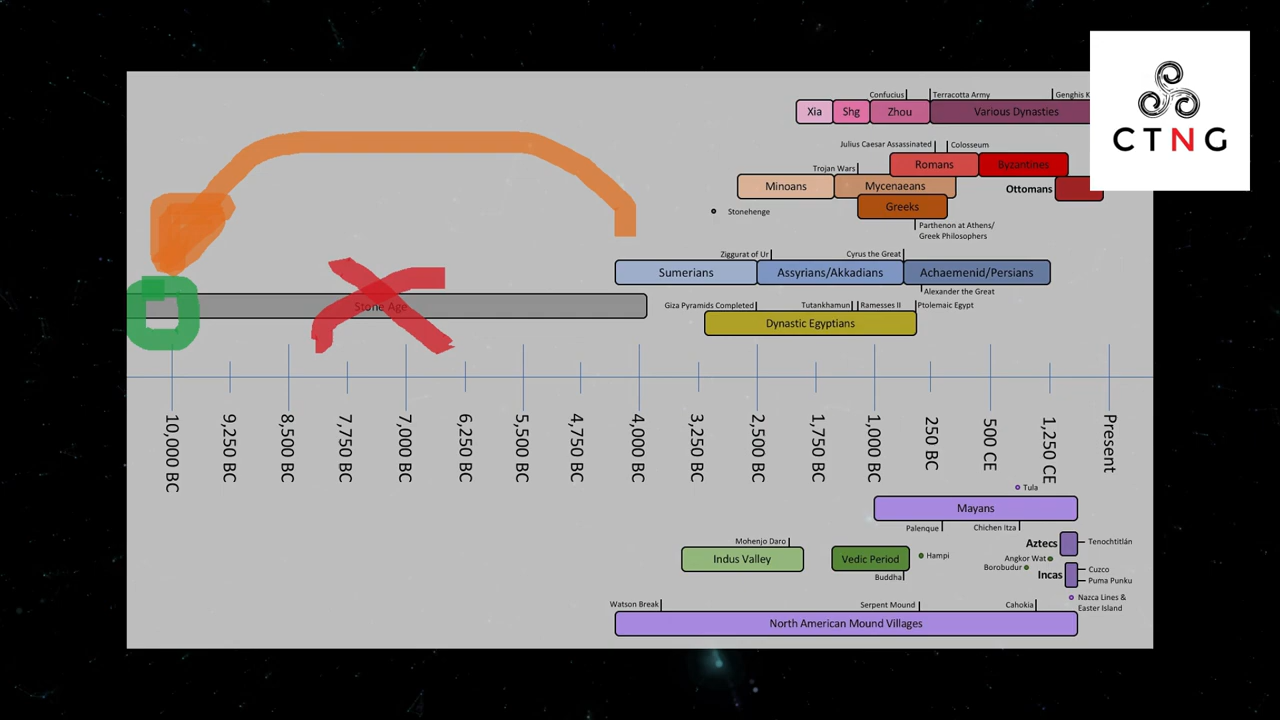 Confucius
Terracotta Army
Genghis K
Xia
Shg
Zhou
Various Dynasties
CTNG
Julius Caesar Assassinated
Colosseum
Romans
Byzantines
Trojan Wars
Minoans
Mycenaeans
Ottomans
Greeks
Stonehenge
Parthenon at Athens/
Greek Philosophers
Ziggurat of Ur
Cyrus the Great
Sumerians
Assyrians/Akkadians
Achaemenid/Persians
Alexander the Great
Stone Age
Giza Pyramids Completed
Tutankhamun
Ramesses II
Ptolemaic Egypt
Dynastic Egyptians
10,000 BC
9,250 BC
8,500 BC
7,750 BC
7,000 BC
6,250 BC
5,500 BC
4,750 BC
4,000 BC
3,250 BC
2,500 BC
1,750 BC
1,000 BC
250 BC
500 CE
1,250 CE
Present
Tula
Mayans
Palenque
Chichen Itza
Mohenjo Daro
Aztecs
Tenochtitlán
Indus Valley
Vedic Period
Hampi
Angkor Wat
Borobudur
Buddha
Incas
Cuzco
Puma Punku
Nazca Lines &
Easter Island
Watson Break
Serpent Mound
Cahokia
North American Mound Villages